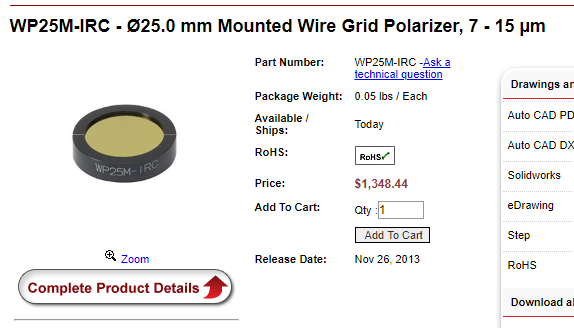 WP25M-IRC - Ø25.0 mm Mounted Wire Grid Polarizer, 7 - 15 µm
WP25M-IRC
Zoom
Complete Product Details
Part Number: WP25M-IRC -Ask a
technical question
Package Weight: 0.05 lbs / Each
Available /
Ships: Today
RoHS: RoHS
Price: $1,348.44
Add To Cart: Qty :1
Add To Cart
Release Date: Nov 26, 2013
Drawings an
Auto CAD PD
Auto CAD DX
Solidworks
eDrawing
Step
RoHS
Download al